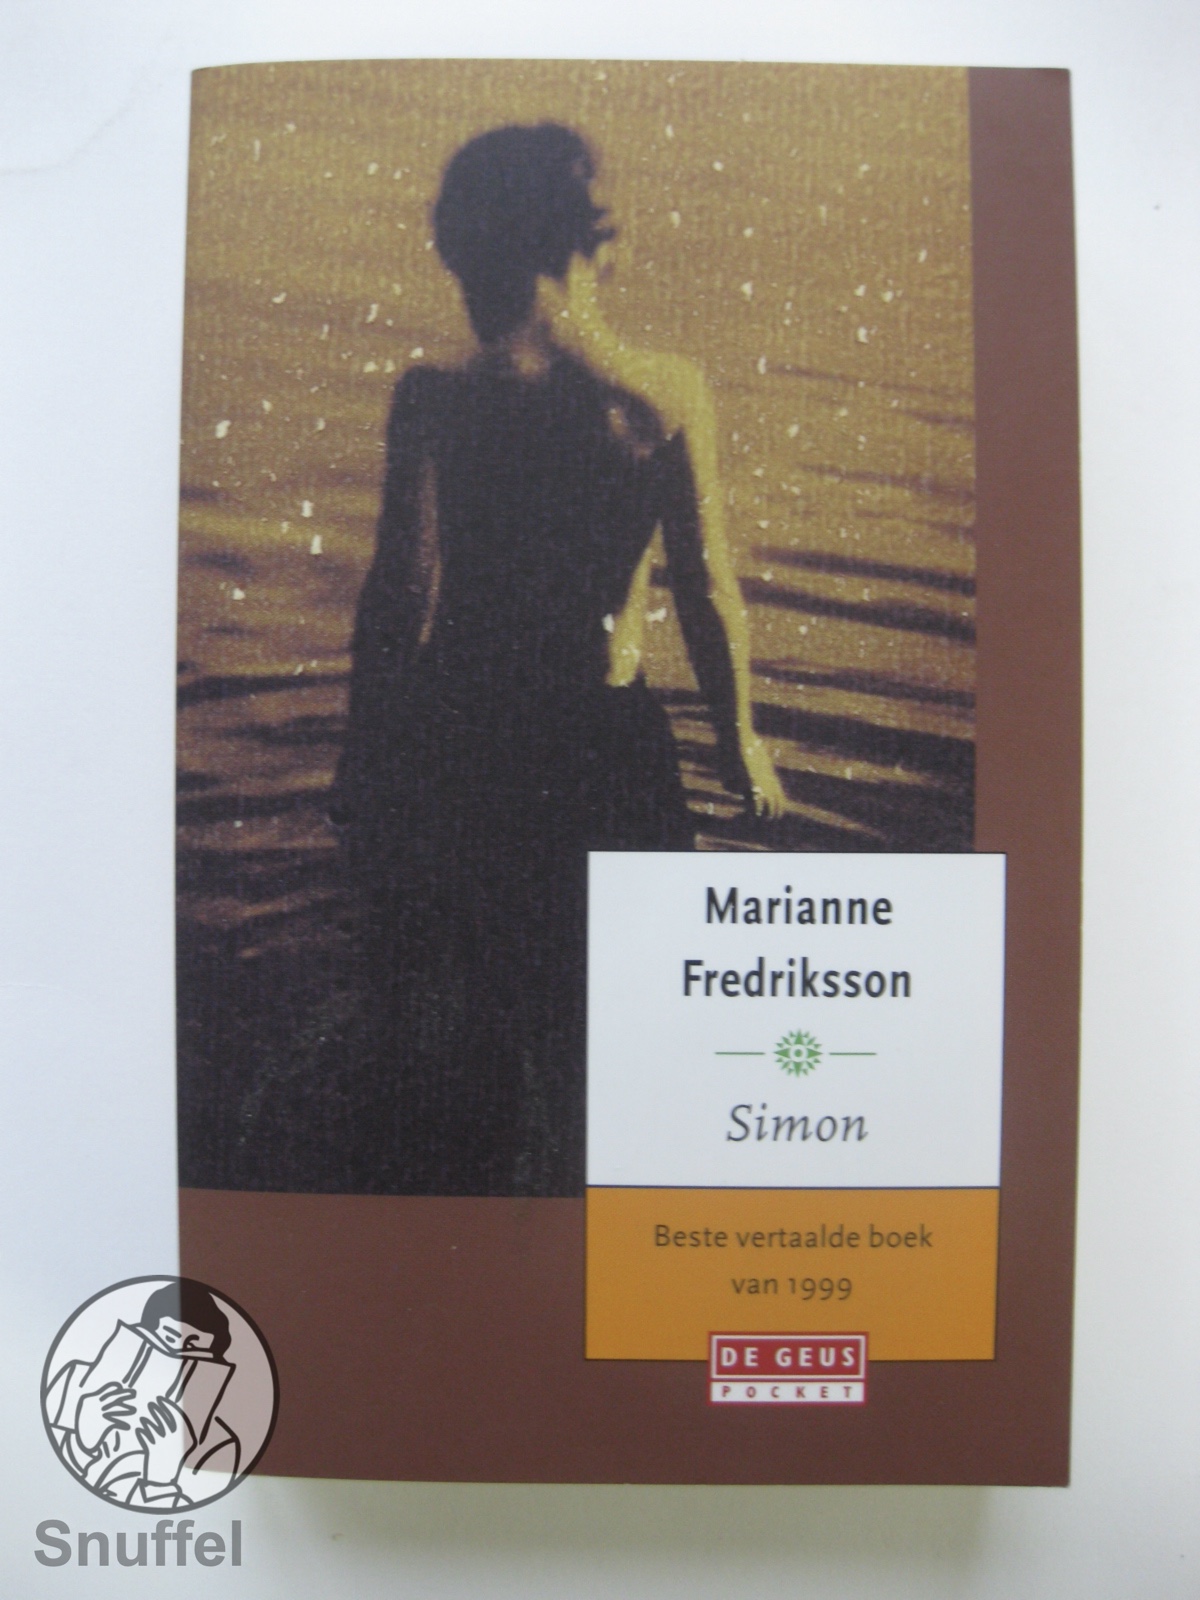 Marianne
Fredriksson
Simon
Beste vertaalde boek
van 1999
DE GEUS
POCKET
Snuffel